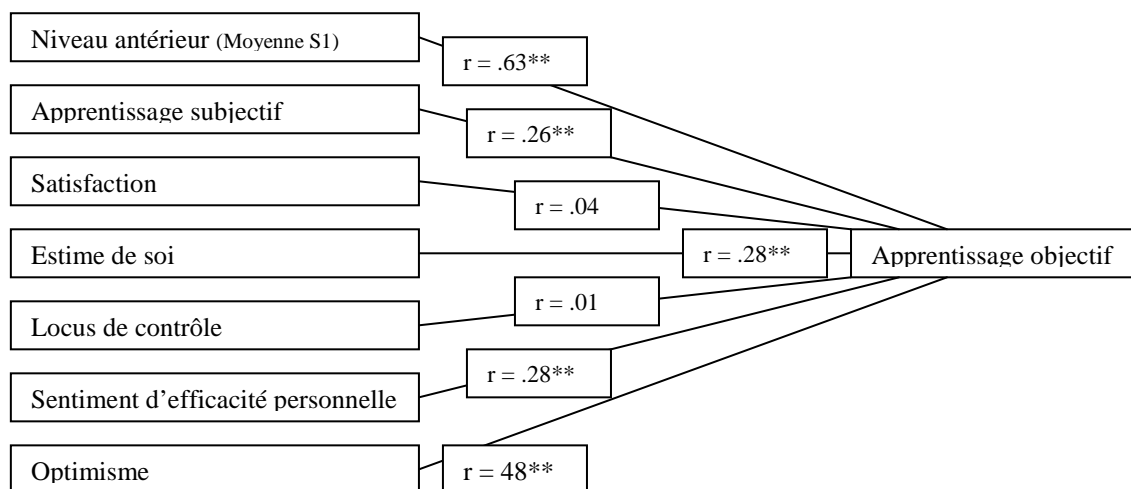 Niveau antérieur (Moyenne S1)
r = .63**
Apprentissage subjectif
r = .26**
Satisfaction
r = .04
Estime de soi
r = .28**
Apprentissage objectif
Locus de contrôle
r = .01
Sentiment d’efficacité personnelle
r = .28**
Optimisme
r = 48**